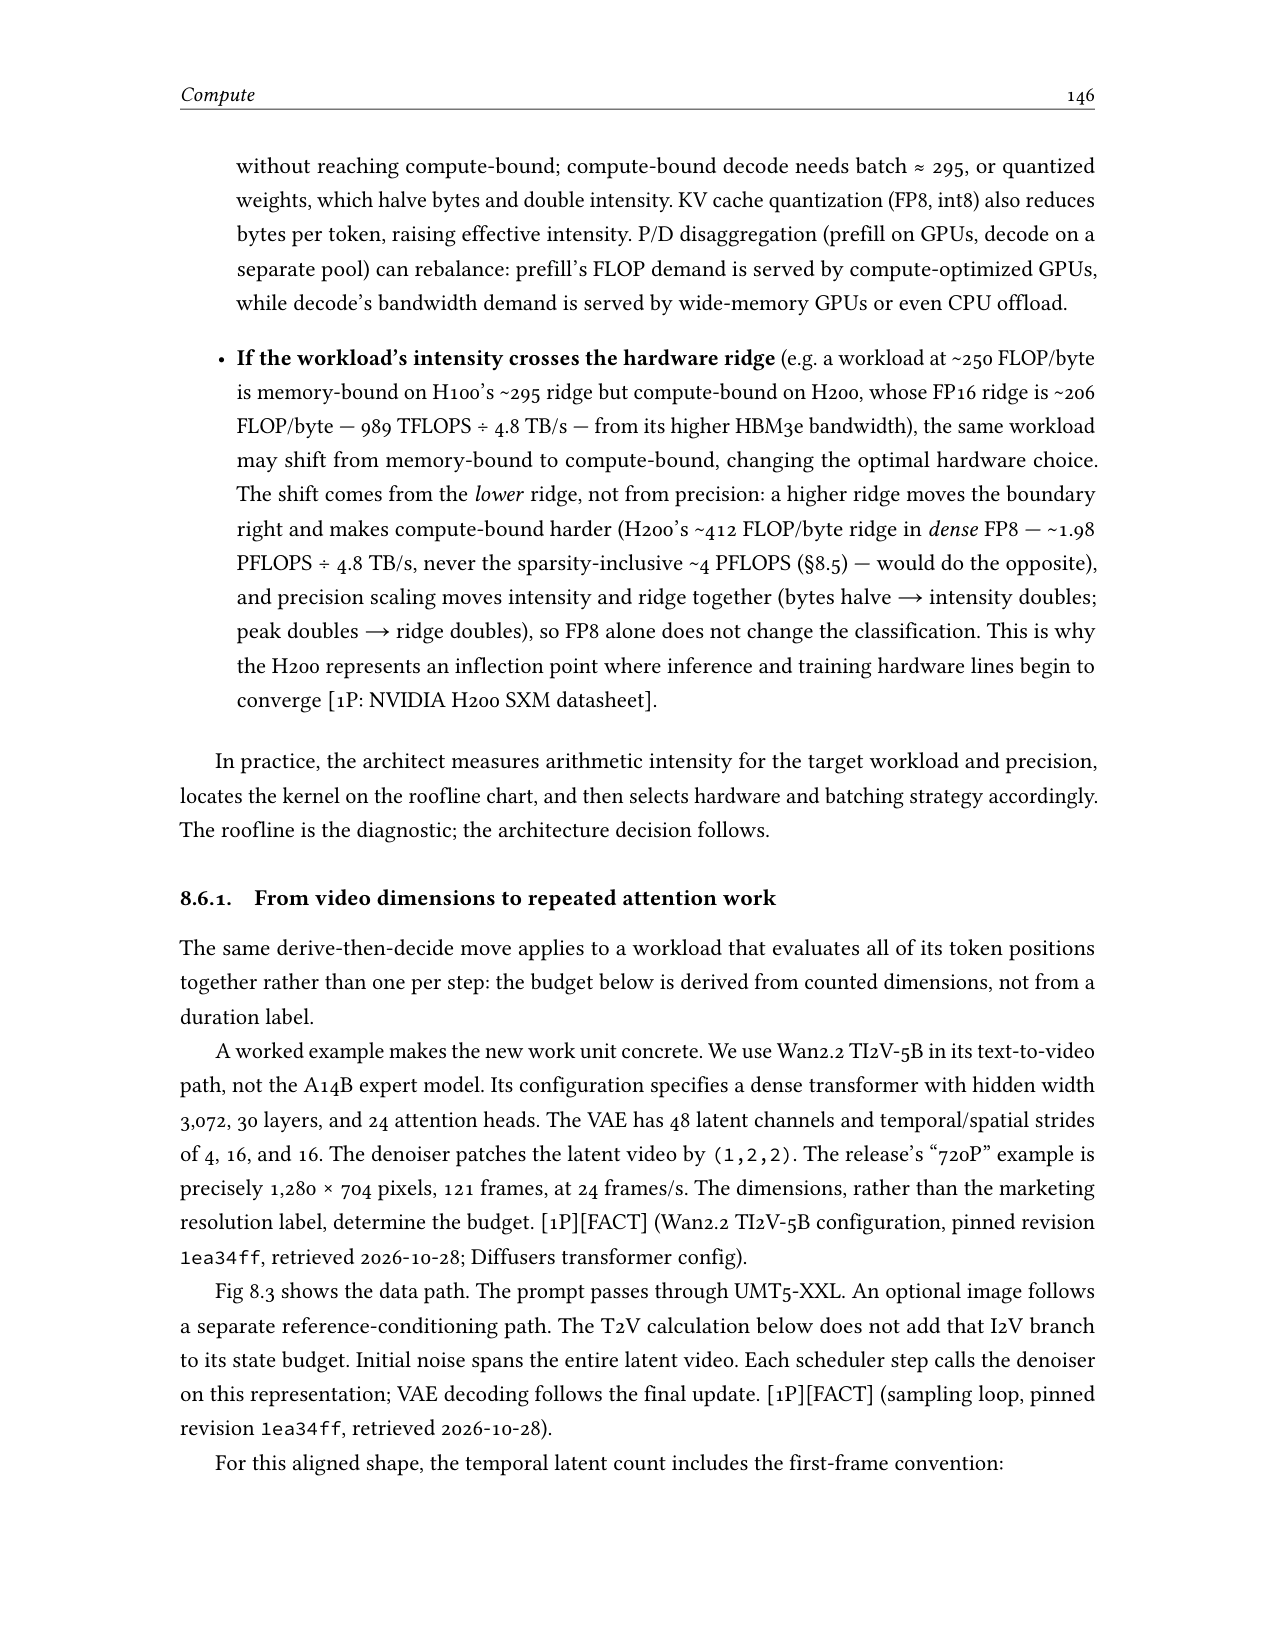 Compute 146
without reaching compute-bound; compute-bound decode needs batch ≈ 295, or quantized
weights, which halve bytes and double intensity. KV cache quantization (FP8, int8) also reduces
bytes per token, raising effective intensity. P/D disaggregation (prefill on GPUs, decode on a
separate pool) can rebalance: prefill’s FLOP demand is served by compute-optimized GPUs,
while decode’s bandwidth demand is served by wide-memory GPUs or even CPU offload.
• If the workload’s intensity crosses the hardware ridge (e.g. a workload at ~250 FLOP/byte
is memory-bound on H100’s ~295 ridge but compute-bound on H200, whose FP16 ridge is ~206
FLOP/byte — 989 TFLOPS ÷ 4.8 TB/s — from its higher HBM3e bandwidth), the same workload
may shift from memory-bound to compute-bound, changing the optimal hardware choice.
The shift comes from the lower ridge, not from precision: a higher ridge moves the boundary
right and makes compute-bound harder (H200’s ~412 FLOP/byte ridge in dense FP8 — ~1.98
PFLOPS ÷ 4.8 TB/s, never the sparsity-inclusive ~4 PFLOPS (§8.5) — would do the opposite),
and precision scaling moves intensity and ridge together (bytes halve → intensity doubles;
peak doubles → ridge doubles), so FP8 alone does not change the classification. This is why
the H200 represents an inflection point where inference and training hardware lines begin to
converge [1P: NVIDIA H200 SXM datasheet].
In practice, the architect measures arithmetic intensity for the target workload and precision,
locates the kernel on the roofline chart, and then selects hardware and batching strategy accordingly.
The roofline is the diagnostic; the architecture decision follows.
8.6.1. From video dimensions to repeated attention work
The same derive-then-decide move applies to a workload that evaluates all of its token positions
together rather than one per step: the budget below is derived from counted dimensions, not from a
duration label.
A worked example makes the new work unit concrete. We use Wan2.2 TI2V-5B in its text-to-video
path, not the A14B expert model. Its configuration specifies a dense transformer with hidden width
3,072, 30 layers, and 24 attention heads. The VAE has 48 latent channels and temporal/spatial strides
of 4, 16, and 16. The denoiser patches the latent video by (1,2,2). The release’s “720P” example is
precisely 1,280 × 704 pixels, 121 frames, at 24 frames/s. The dimensions, rather than the marketing
resolution label, determine the budget. [1P][FACT] (Wan2.2 TI2V-5B configuration, pinned revision
1ea34ff, retrieved 2026-10-28; Diffusers transformer config).
Fig 8.3 shows the data path. The prompt passes through UMT5-XXL. An optional image follows
a separate reference-conditioning path. The T2V calculation below does not add that I2V branch
to its state budget. Initial noise spans the entire latent video. Each scheduler step calls the denoiser
on this representation; VAE decoding follows the final update. [1P][FACT] (sampling loop, pinned
revision 1ea34ff, retrieved 2026-10-28).
For this aligned shape, the temporal latent count includes the first-frame convention: